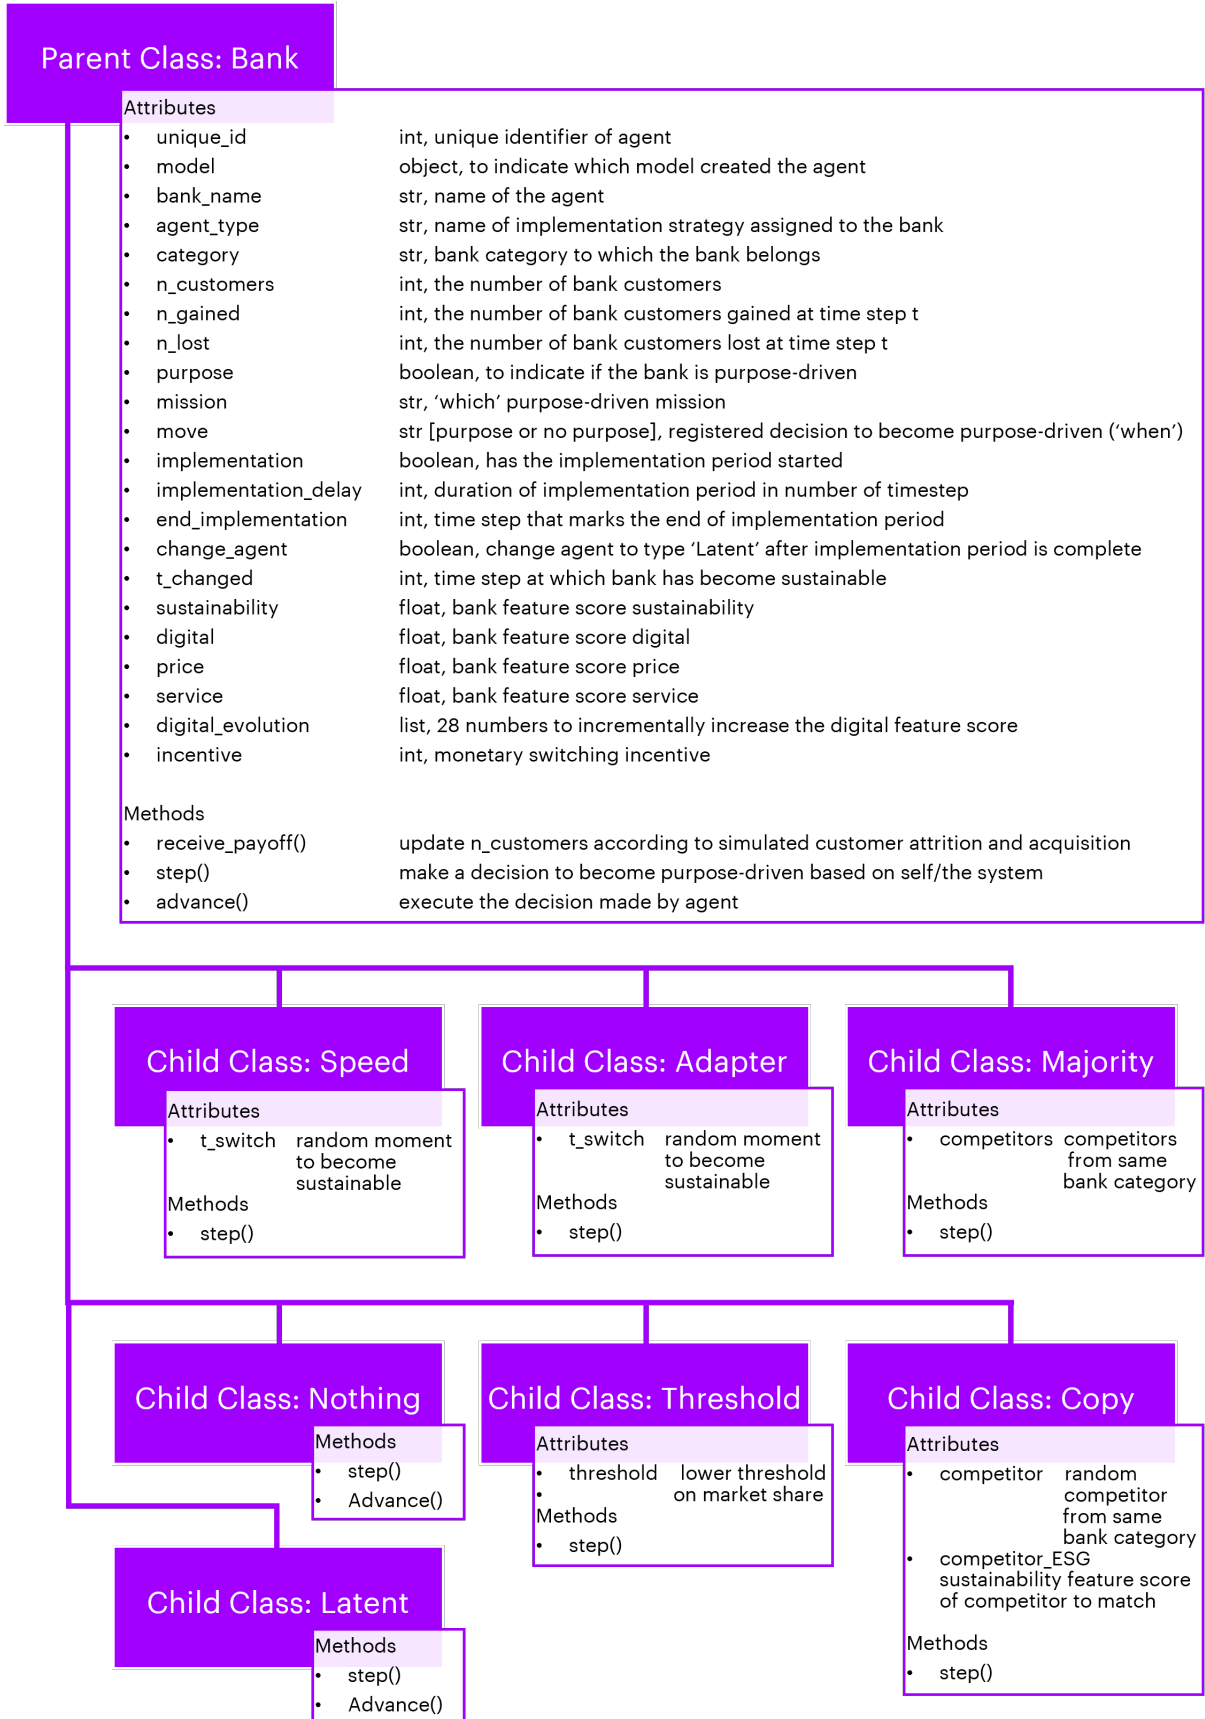 Parent Class: Bank
Attributes
• unique_id int, unique identifier of agent
• model object, to indicate which model created the agent
• bank_name str, name of the agent
• agent_type str, name of implementation strategy assigned to the bank
• category str, bank category to which the bank belongs
• n_customers int, the number of bank customers
• n_gained int, the number of bank customers gained at time step t
• n_lost int, the number of bank customers lost at time step t
• purpose boolean, to indicate if the bank is purpose-driven
• mission str, ‘which’ purpose-driven mission
• move str [purpose or no purpose], registered decision to become purpose-driven (‘when’)
• implementation boolean, has the implementation period started
• implementation_delay int, duration of implementation period in number of timestep
• end_implementation int, time step that marks the end of implementation period
• change_agent boolean, change agent to type ‘Latent’ after implementation period is complete
• t_changed int, time step at which bank has become sustainable
• sustainability float, bank feature score sustainability
• digital float, bank feature score digital
• price float, bank feature score price
• service float, bank feature score service
• digital_evolution list, 28 numbers to incrementally increase the digital feature score
• incentive int, monetary switching incentive
Methods
• receive_payoff() update n_customers according to simulated customer attrition and acquisition
• step() make a decision to become purpose-driven based on self/the system
• advance() execute the decision made by agent
Child Class: Speed
Attributes
• t_switch random moment
to become
sustainable
Methods
• step()
Child Class: Adapter
Attributes
• t_switch random moment
to become
sustainable
Methods
• step()
Child Class: Majority
Attributes
• competitors competitors
from same
bank category
Methods
• step()
Child Class: Nothing
Methods
• step()
• Advance()
Child Class: Threshold
Attributes
• threshold lower threshold
• on market share
Methods
• step()
Child Class: Copy
Attributes
• competitor random
competitor
from same
bank category
• competitor_ESG
sustainability feature score
of competitor to match
Methods
• step()
Child Class: Latent
Methods
• step()
• Advance()